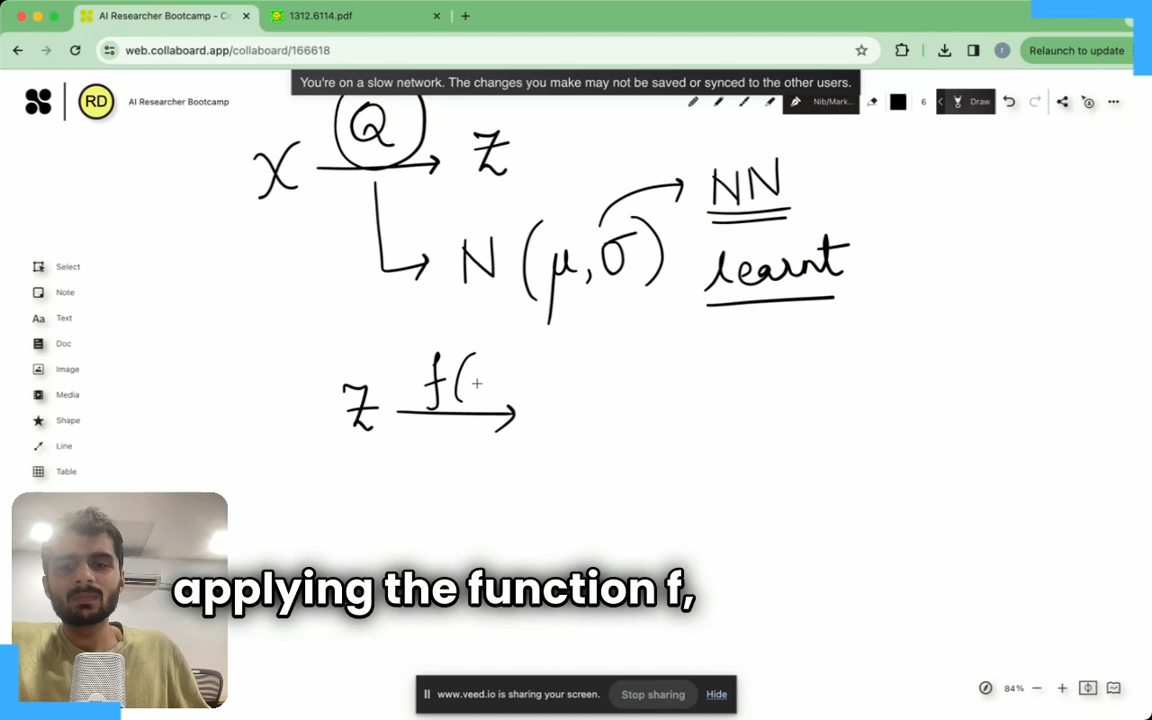 AI Researcher Bootcamp - Co
1312.6114.pdf
web.collaboard.app/collaboard/166618
Relaunch to update
You're on a slow network. The changes you make may not be saved or synced to the other users.
RD
AI Researcher Bootcamp
Nib/Mark...
6
Draw
Q
X
Z
NN
N (μ, σ)
learnt
Select
Note
Text
Doc
Image
Media
Shape
Line
Table
f(
Z
applying the function f,
www.veed.io is sharing your screen.
Stop sharing
Hide
84%